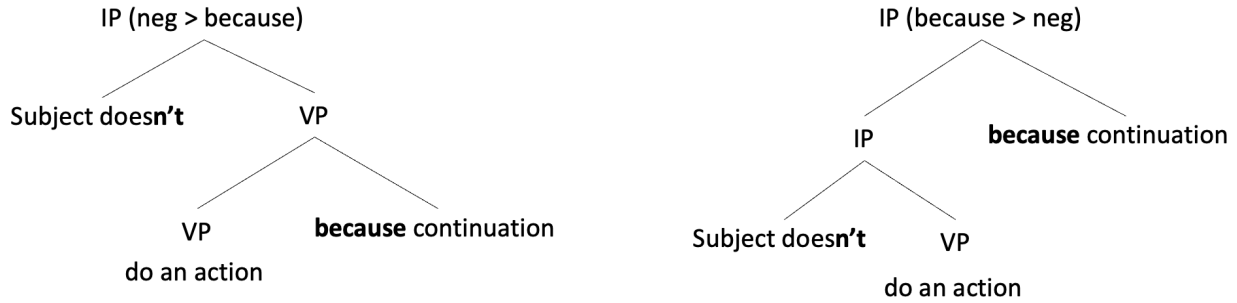 IP (neg > because)
Subject doesn't
VP
VP
do an action
because continuation
IP (because > neg)
IP
because continuation
Subject doesn't
VP
do an action